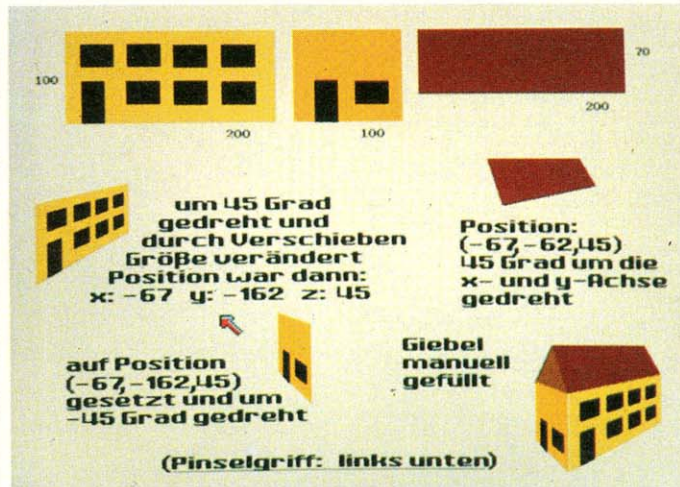 100
200
100
70
200
um 45 Grad
gedreht und
durch Verschieben
Größe verändert
Position war dann:
x: -67 y: -162 z: 45
Position:
(-67,-62,45)
45 Grad um die
x- und y-Achse
gedreht
auf Position
(-67,-162,45)
gesetzt und um
-45 Grad gedreht
Giebel
manuell
gefüllt
(Pinselgriff: links unten)